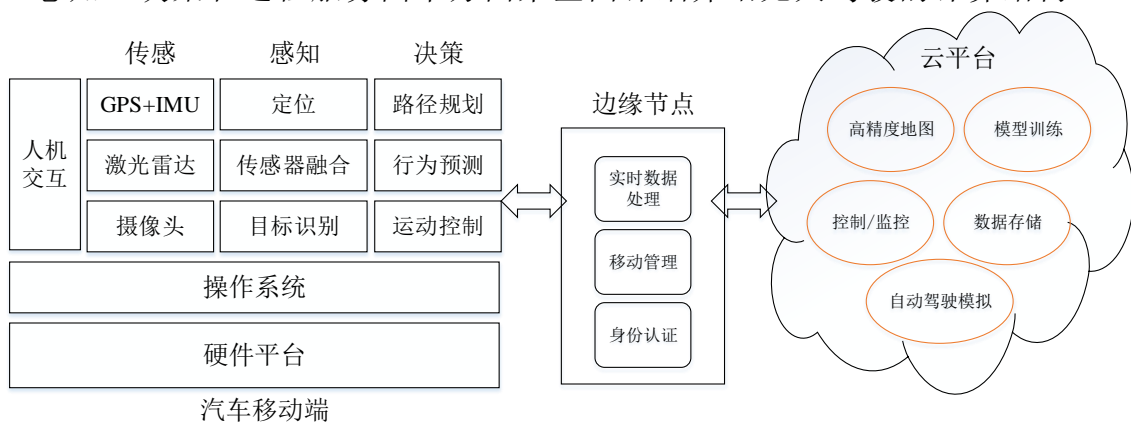 传感 感知 决策
人机
交互
GPS+IMU 定位 路径规划
激光雷达 传感器融合 行为预测
摄像头 目标识别 运动控制
操作系统
硬件平台
汽车移动端
边缘节点
实时数据
处理
移动管理
身份认证
云平台
高精度地图 模型训练
控制/监控 数据存储
自动驾驶模拟